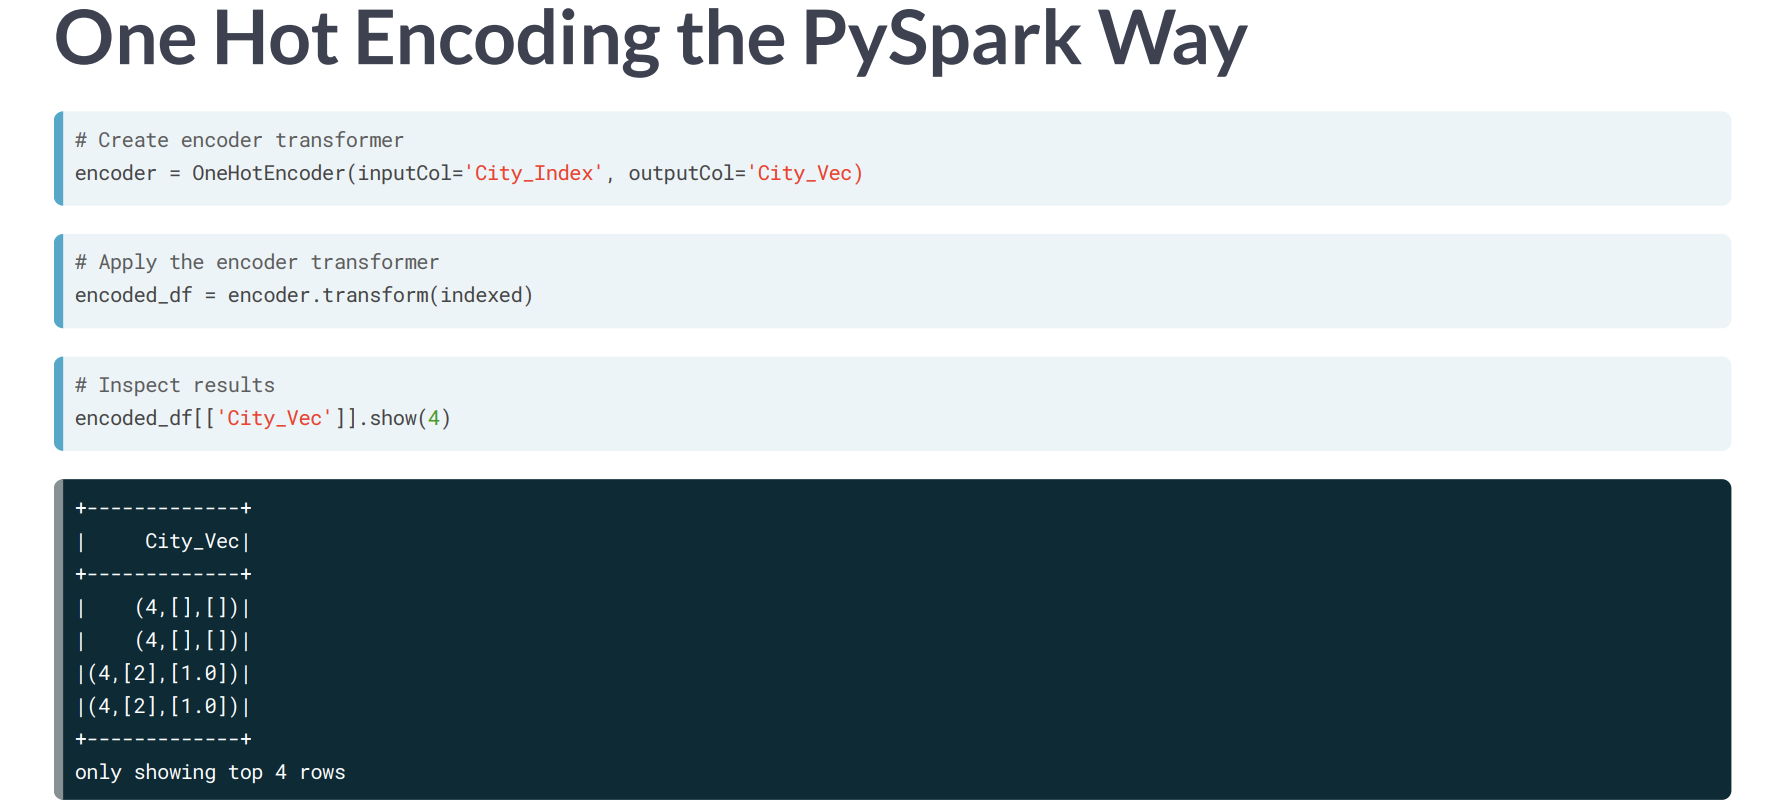 One Hot Encoding the PySpark Way
# Create encoder transformer
encoder = OneHotEncoder(inputCol='City_Index', outputCol='City_Vec)
# Apply the encoder transformer
encoded_df = encoder.transform(indexed)
# Inspect results
encoded_df[['City_Vec']].show(4)
+-------------+
|     City_Vec|
+-------------+
|    (4,[],[])|
|    (4,[],[])|
|(4,[2],[1.0])|
|(4,[2],[1.0])|
+-------------+
only showing top 4 rows